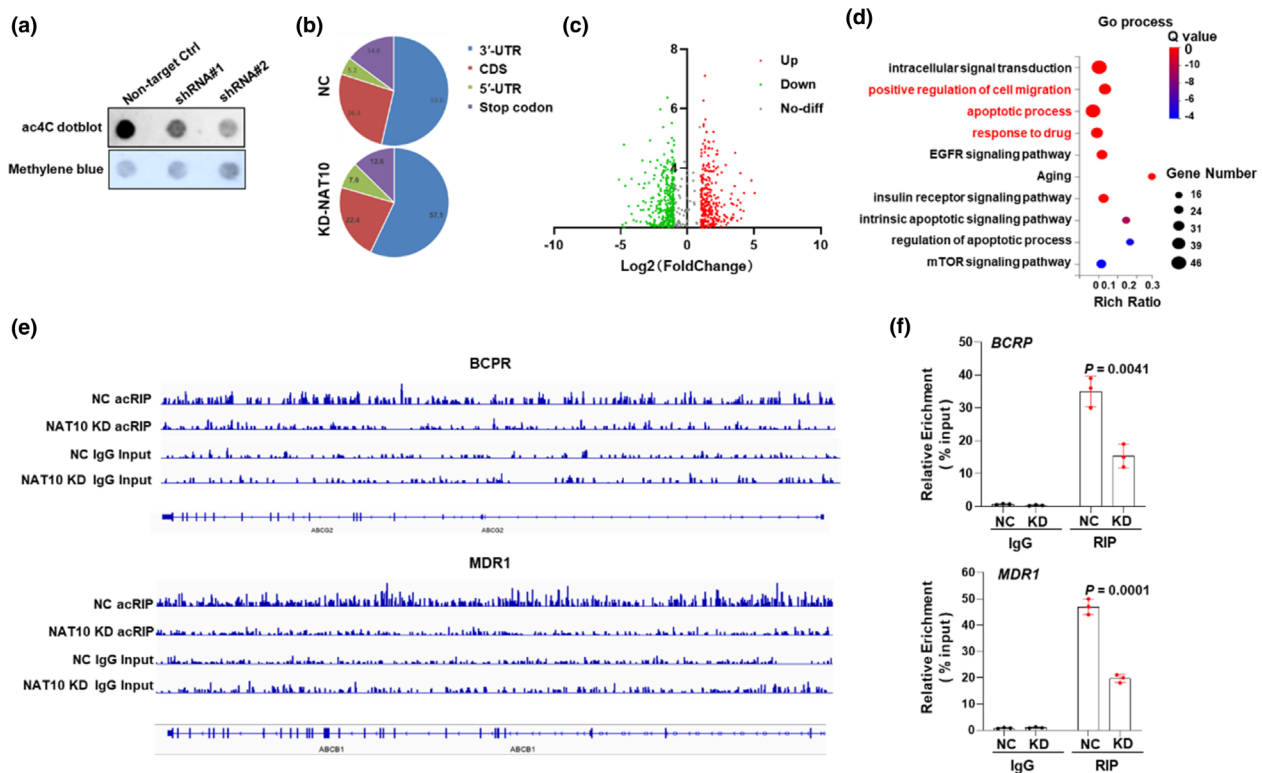 (a)
Non-target Ctrl
shRNA#1
shRNA#2
ac4C dotblot
Methylene blue
(b)
NC
KD-NAT10
57.1
22.4
7.9
12.6
3′-UTR
CDS
5′-UTR
Stop codon
(c)
8
6
4
-10
-5
0
5
10
Log2(FoldChange)
Up
Down
No-diff
(d)
Go process
intracellular signal transduction
positive regulation of cell migration
apoptotic process
response to drug
EGFR signaling pathway
Aging
insulin receptor signaling pathway
intrinsic apoptotic signaling pathway
regulation of apoptotic process
mTOR signaling pathway
0 0.1 0.2 0.3
Rich Ratio
Q value
0
-2
-4
-4
Gene Number
16
24
31
39
46
(e)
BCPR
NC acRIP
NAT10 KD acRIP
NC IgG Input
NAT10 KD IgG Input
ABCG2
ABCG2
MDR1
NC acRIP
NAT10 KD acRIP
NC IgG Input
NAT10 KD IgG Input
ABCB1
ABCB1
(f)
BCRP
P = 0.0041
Relative Enrichment
( % input)
50
40
30
20
10
0
NC KD NC KD
IgG RIP
MDR1
P = 0.0001
Relative Enrichment
( % input)
60
50
40
30
20
10
0
NC KD NC KD
IgG RIP